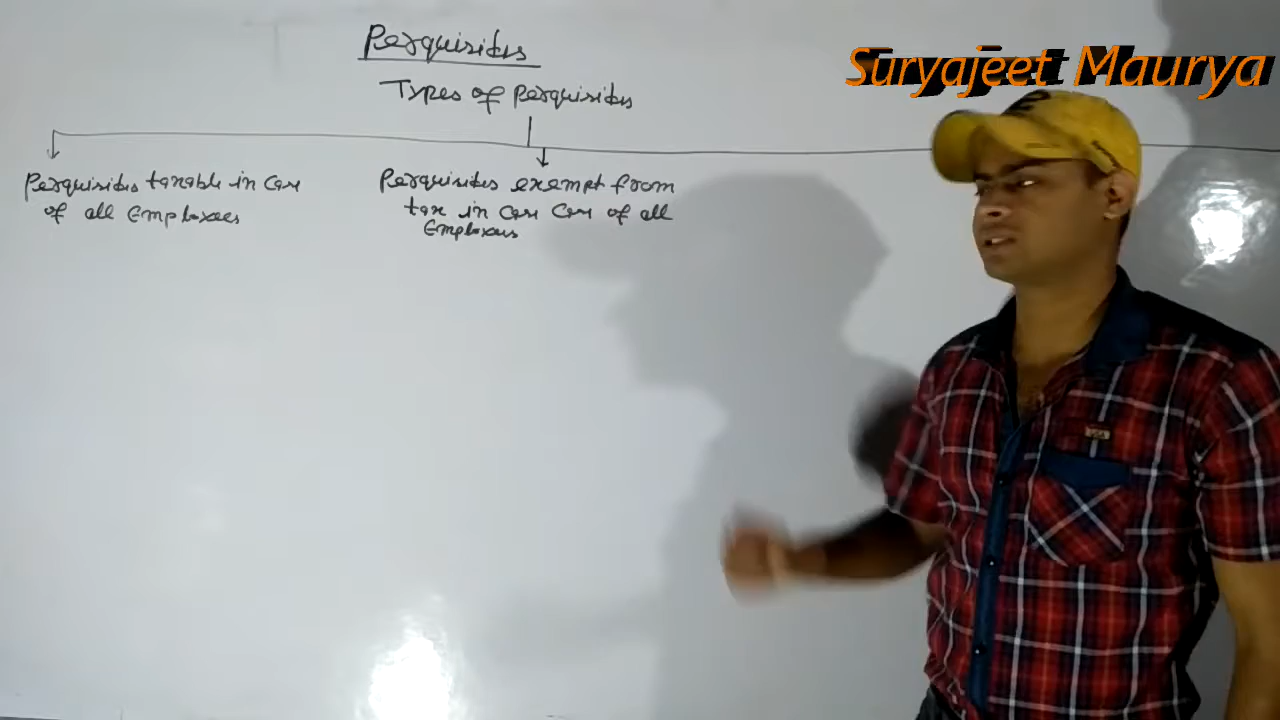 Perquisites
Suryajeet Maurya
Types of Perquisites
Perquisites taxable in Case
of all Employees
Perquisites exempt from
tax in Case Case of all
Employees